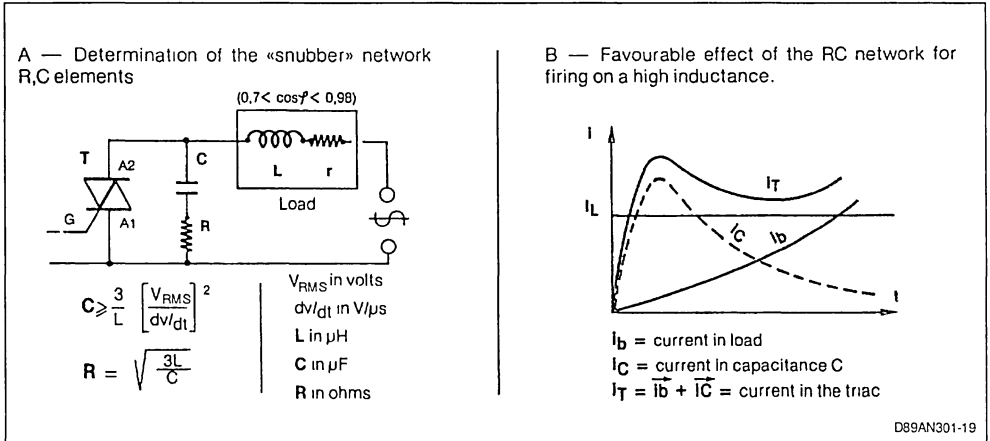 A — Determination of the «snubber» network
R,C elements
(0,7< cosφ< 0,98)
T
A2
C
L
r
Load
G
A1
R
C ⩾ 3/L [V_RMS / dv/dt]²
R = √(3L/C)
V_RMS in volts
dv/dt in V/µs
L in µH
C in µF
R in ohms
B — Favourable effect of the RC network for
firing on a high inductance.
i
I_T
I_L
I_C
I_b
t
I_b = current in load
I_C = current in capacitance C
I_T = →ib + →IC = current in the triac
D89AN301-19